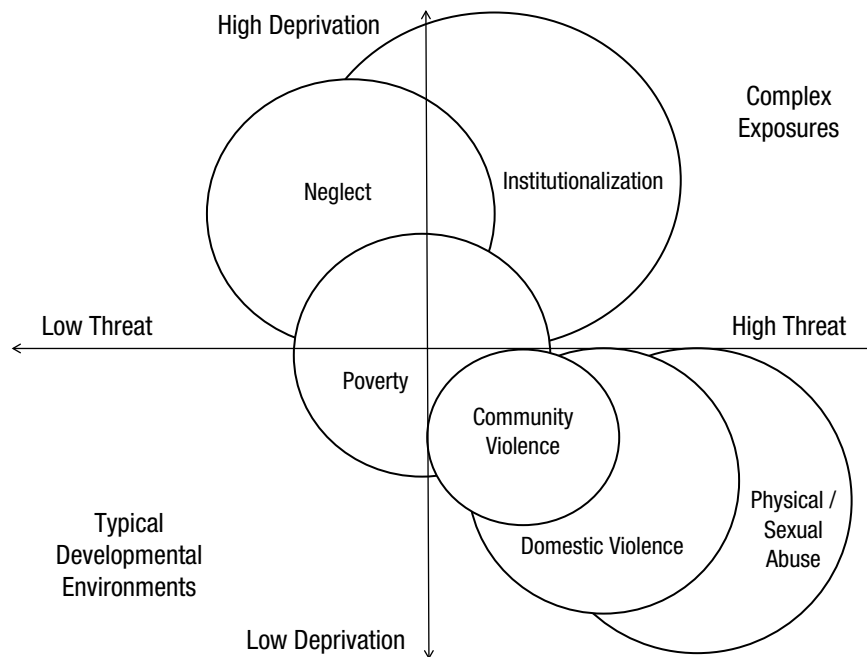 High Deprivation
Complex
Exposures
Neglect
Institutionalization
Low Threat
High Threat
Poverty
Community
Violence
Physical /
Sexual
Abuse
Typical
Developmental
Environments
Domestic Violence
Low Deprivation